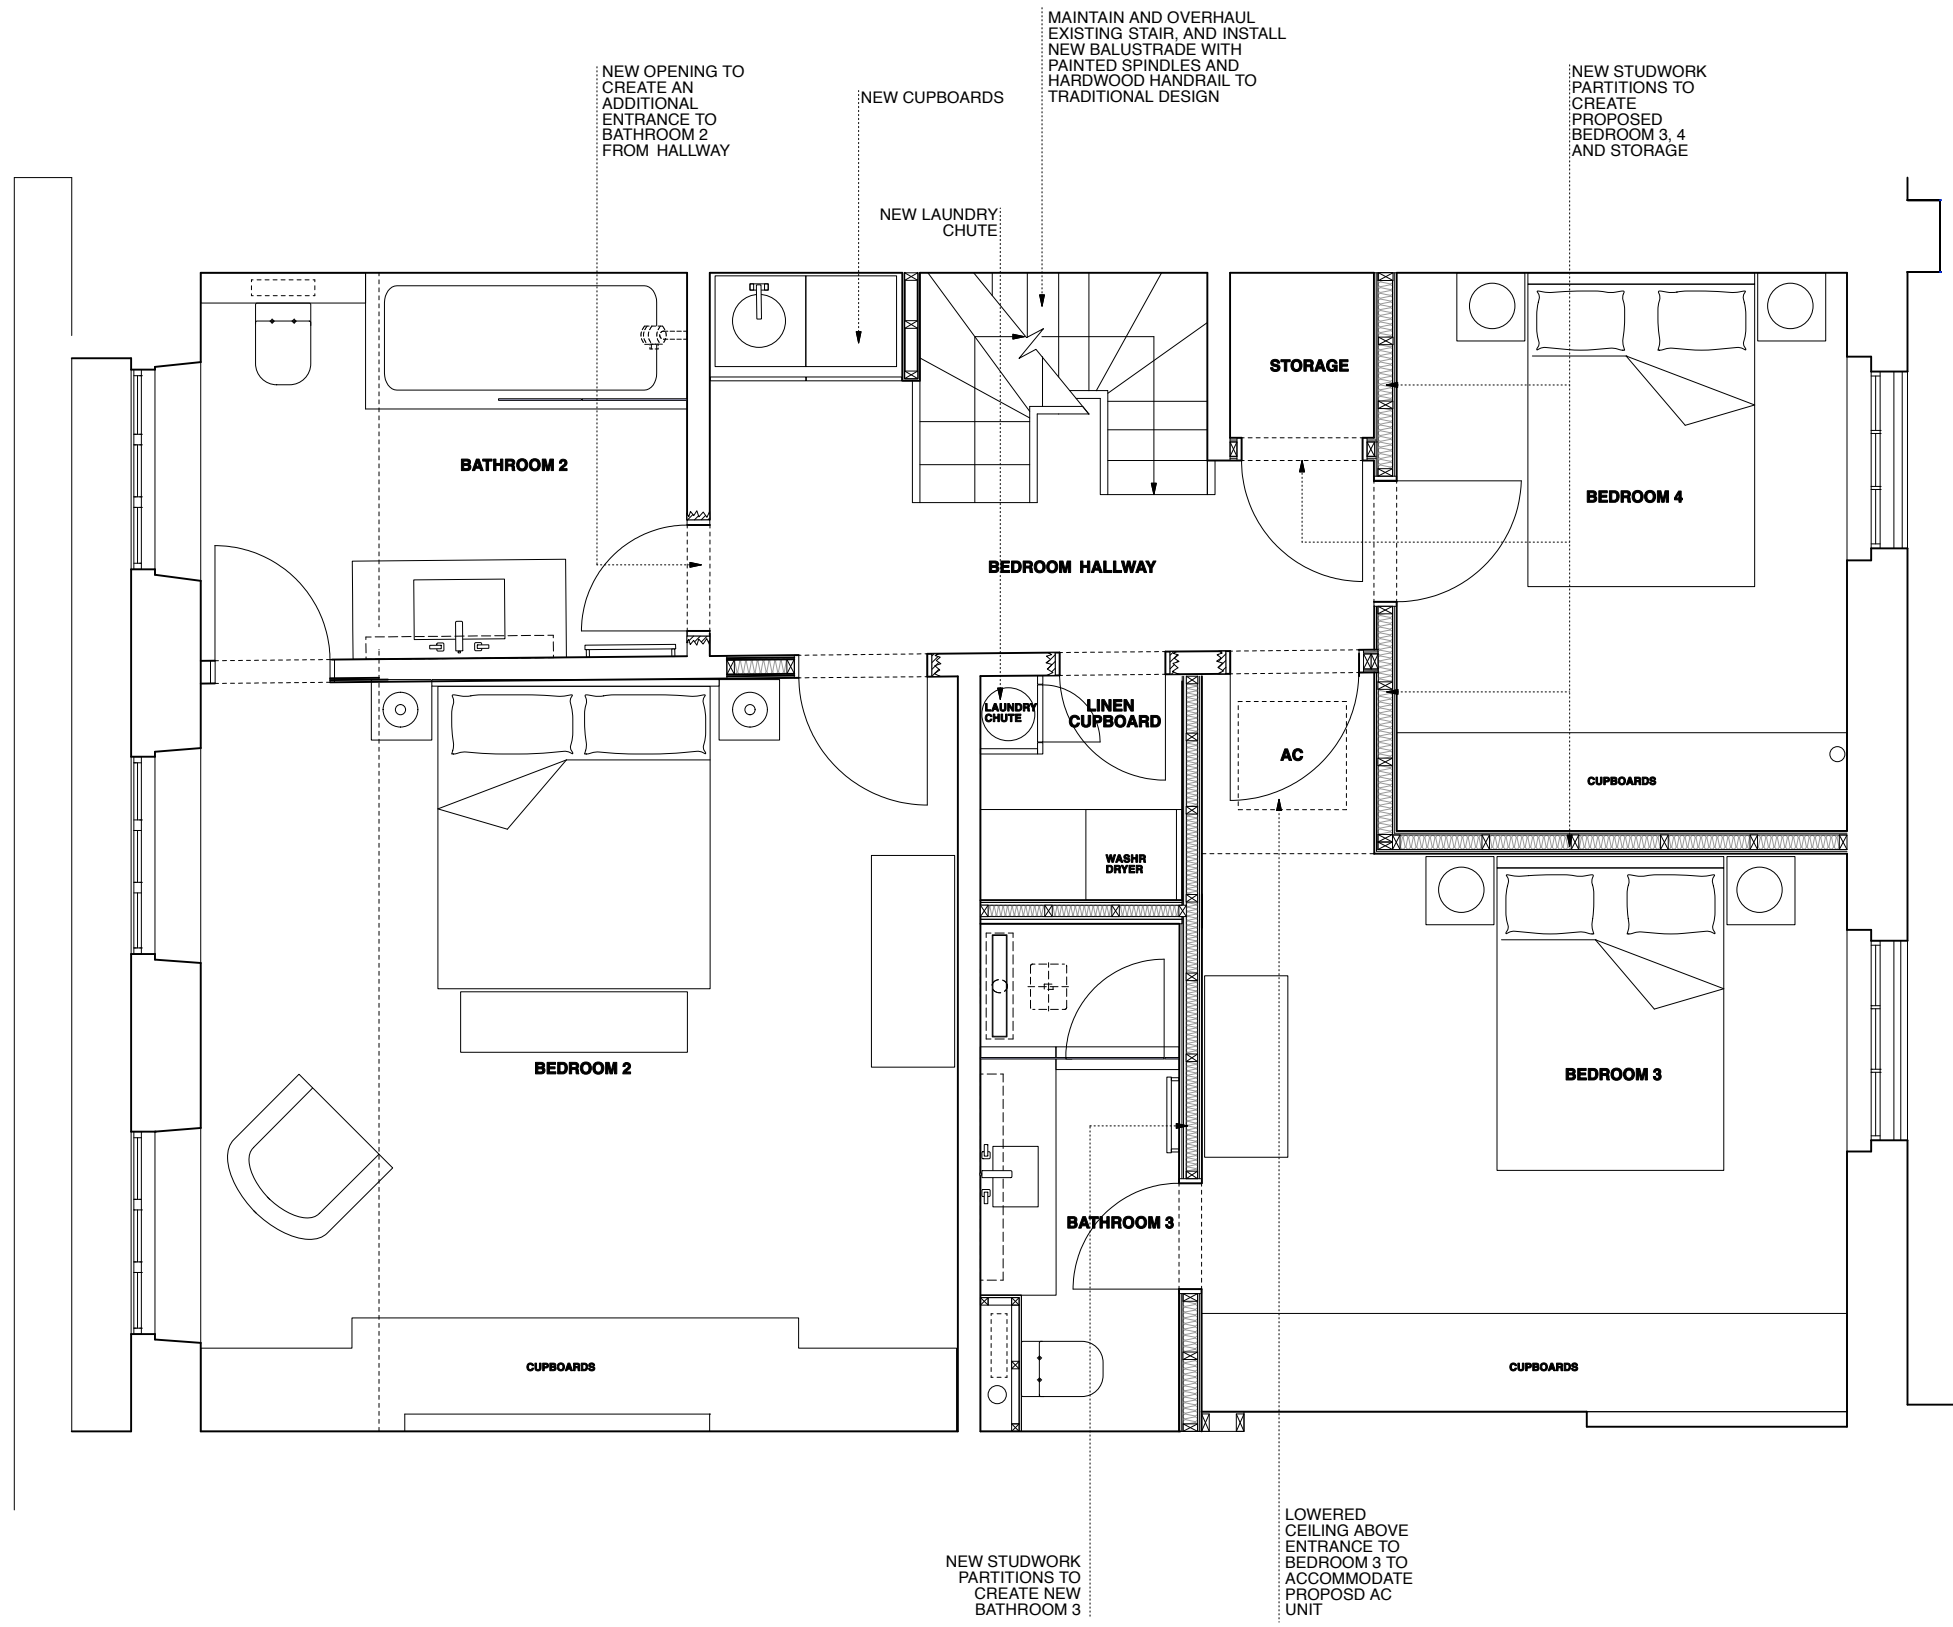 MAINTAIN AND OVERHAUL
EXISTING STAIR, AND INSTALL
NEW BALUSTRADE WITH
PAINTED SPINDLES AND
HARDWOOD HANDRAIL TO
TRADITIONAL DESIGN
NEW OPENING TO
CREATE AN
ADDITIONAL
ENTRANCE TO
BATHROOM 2
FROM HALLWAY
NEW CUPBOARDS
NEW STUDWORK
PARTITIONS TO
CREATE
PROPOSED
BEDROOM 3, 4
AND STORAGE
NEW LAUNDRY
CHUTE
STORAGE
BATHROOM 2
BEDROOM 4
BEDROOM HALLWAY
LAUNDRY
CHUTE
LINEN
CUPBOARD
AC
CUPBOARDS
WASHR
DRYER
BEDROOM 2
BEDROOM 3
BATHROOM 3
CUPBOARDS
CUPBOARDS
NEW STUDWORK
PARTITIONS TO
CREATE NEW
BATHROOM 3
LOWERED
CEILING ABOVE
ENTRANCE TO
BEDROOM 3 TO
ACCOMMODATE
PROPOSD AC
UNIT